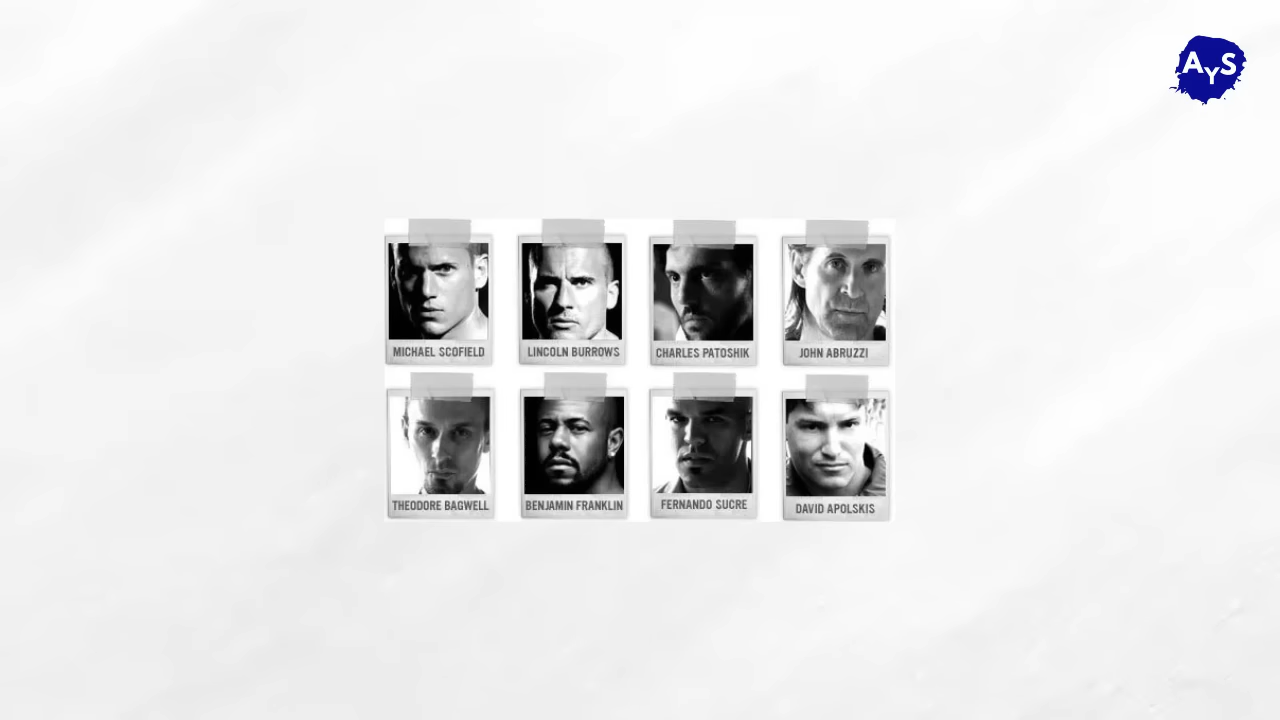 AYS
MICHAEL SCOFIELD
LINCOLN BURROWS
CHARLES PATOSHIK
JOHN ABRUZZI
THEODORE BAGWELL
BENJAMIN FRANKLIN
FERNANDO SUCRE
DAVID APOLSKIS